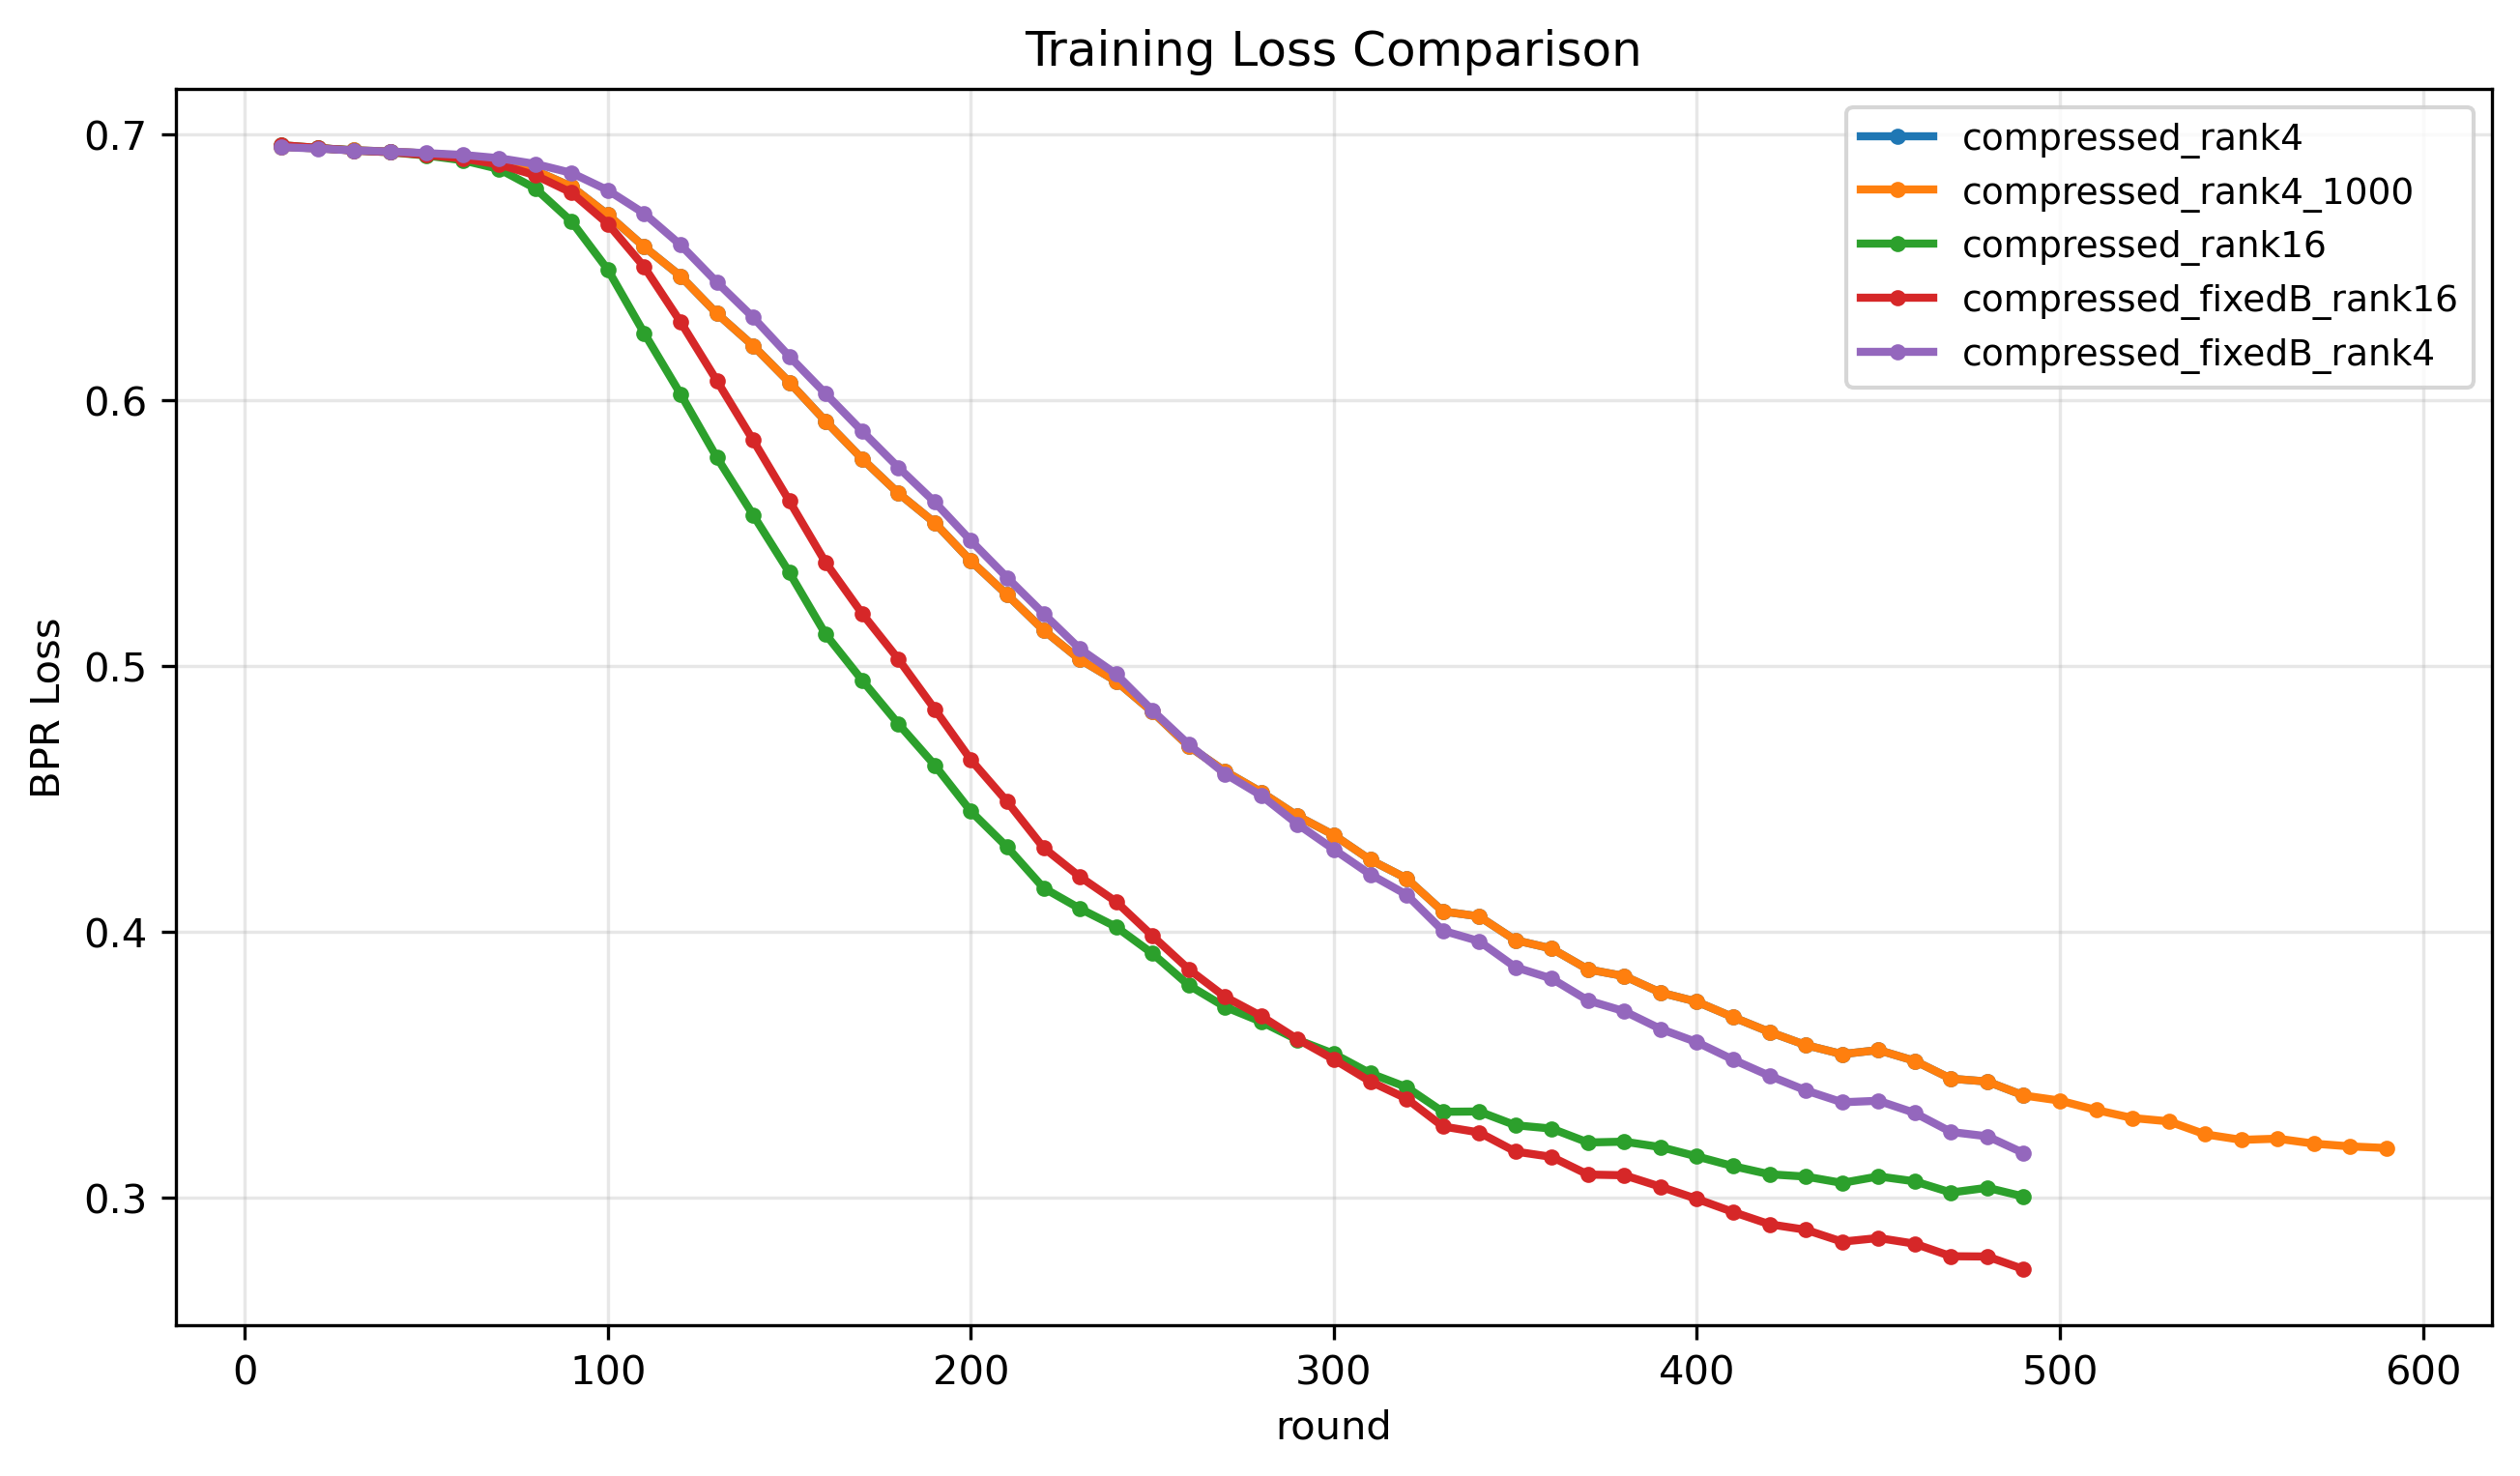 Training Loss Comparison
compressed_rank4
compressed_rank4_1000
compressed_rank16
compressed_fixedB_rank16
compressed_fixedB_rank4
BPR Loss
0.7
0.6
0.5
0.4
0.3
0 100 200 300 400 500 600
round